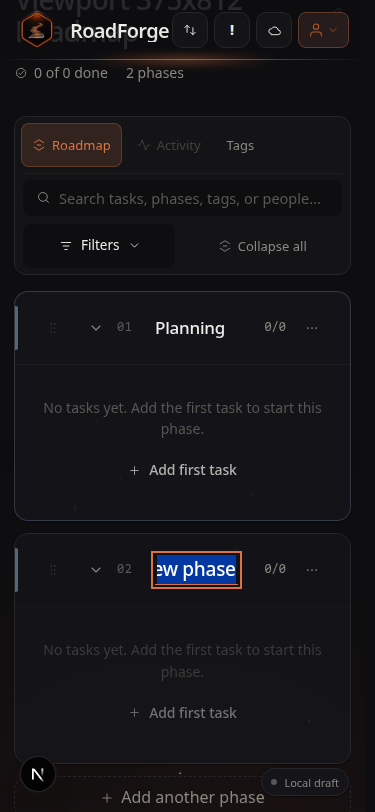 Viewport 375x812
RoadForge
!
0 of 0 done 2 phases
Roadmap Activity Tags
Search tasks, phases, tags, or people...
Filters Collapse all
01 Planning 0/0 ...
No tasks yet. Add the first task to start this
phase.
+ Add first task
02 ew phase 0/0 ...
No tasks yet. Add the first task to start this
phase.
+ Add first task
N
Local draft
+ Add another phase